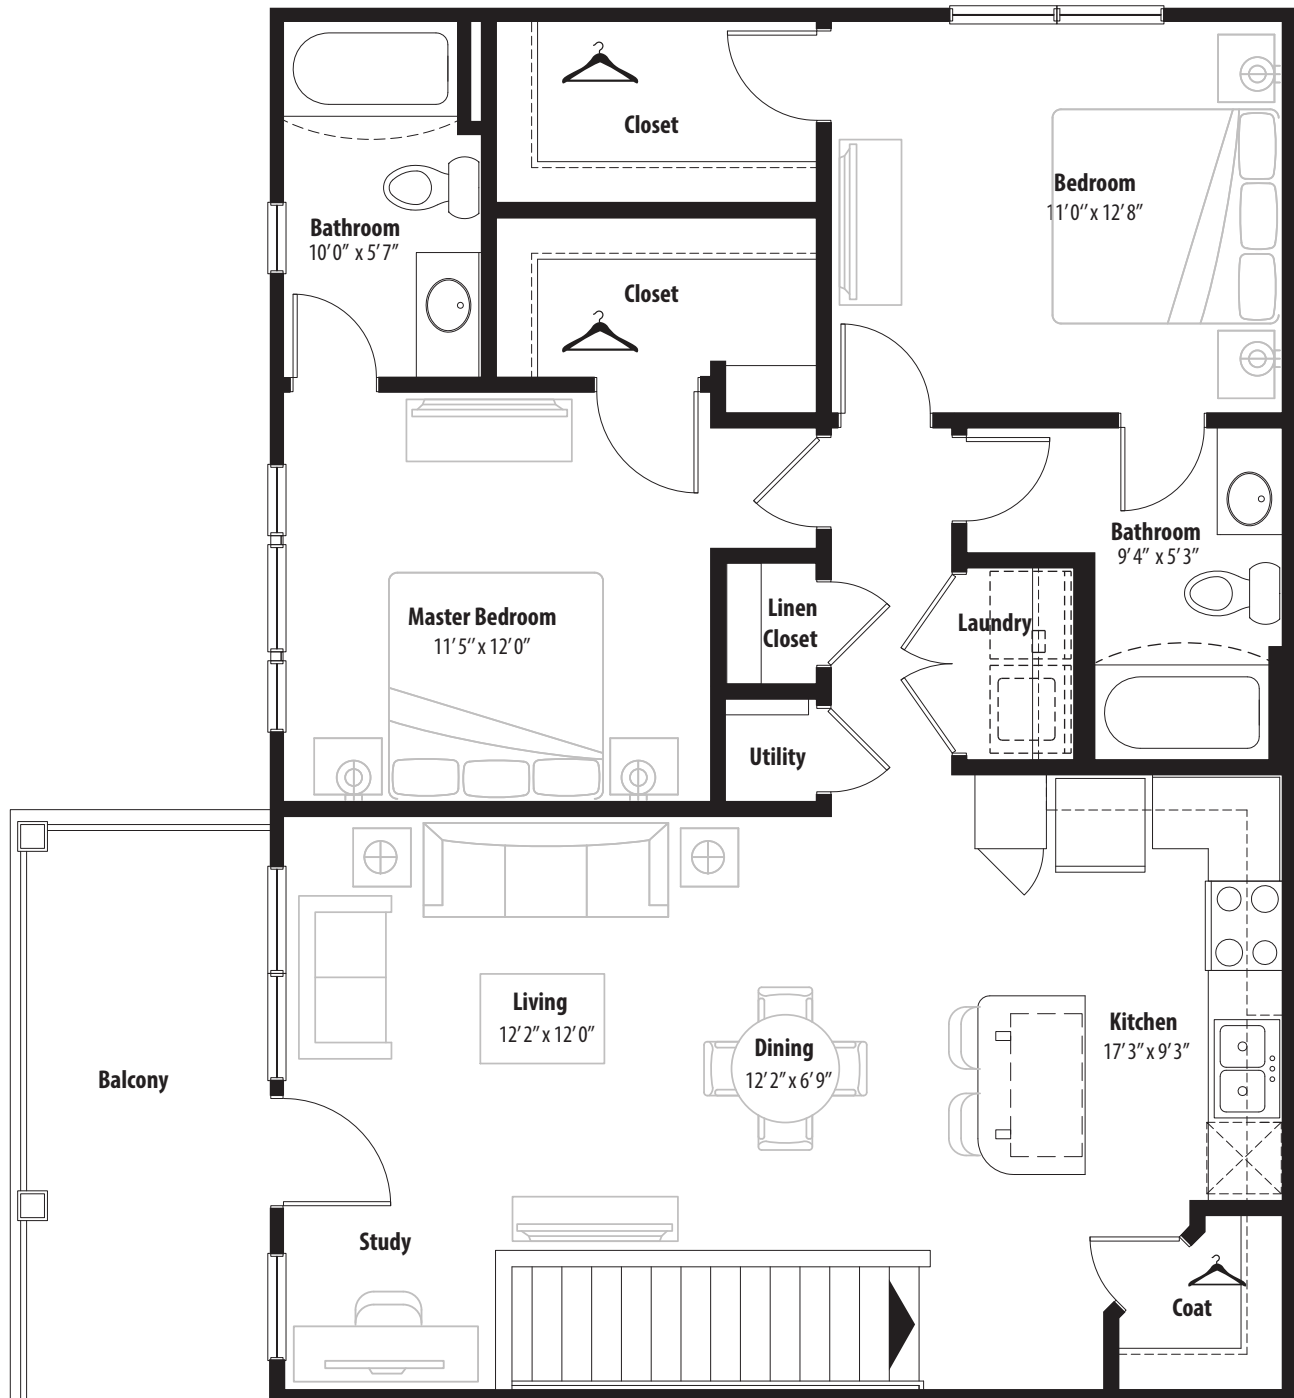 Closet
Bedroom
11'0" x 12'8"
Bathroom
10'0" x 5'7"
Closet
Bathroom
9'4" x 5'3"
Master Bedroom
11'5" x 12'0"
Linen
Closet
Laundry
Utility
Living
12'2" x 12'0"
Dining
12'2" x 6'9"
Kitchen
17'3" x 9'3"
Balcony
Study
Coat